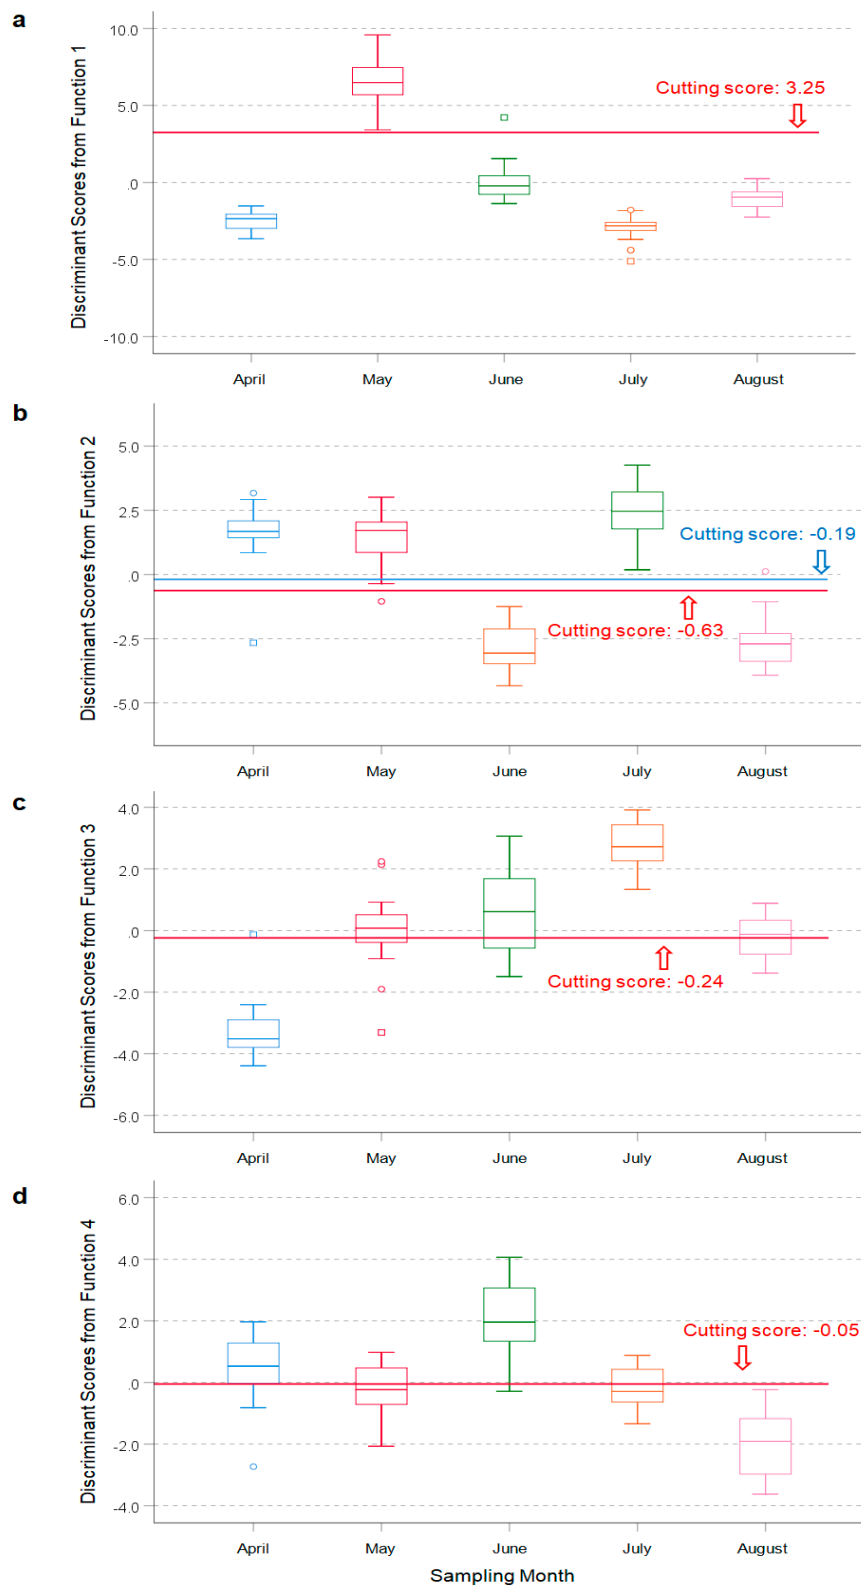 a
Discriminant Scores from Function 1
10.0
5.0
.0
-5.0
-10.0
Cutting score: 3.25
April May June July August
b
Discriminant Scores from Function 2
5.0
2.5
.0
-2.5
-5.0
Cutting score: -0.19
Cutting score: -0.63
April May June July August
c
Discriminant Scores from Function 3
4.0
2.0
.0
-2.0
-4.0
-6.0
Cutting score: -0.24
April May June July August
d
Discriminant Scores from Function 4
6.0
4.0
2.0
.0
-2.0
-4.0
Cutting score: -0.05
April May June July August
Sampling Month